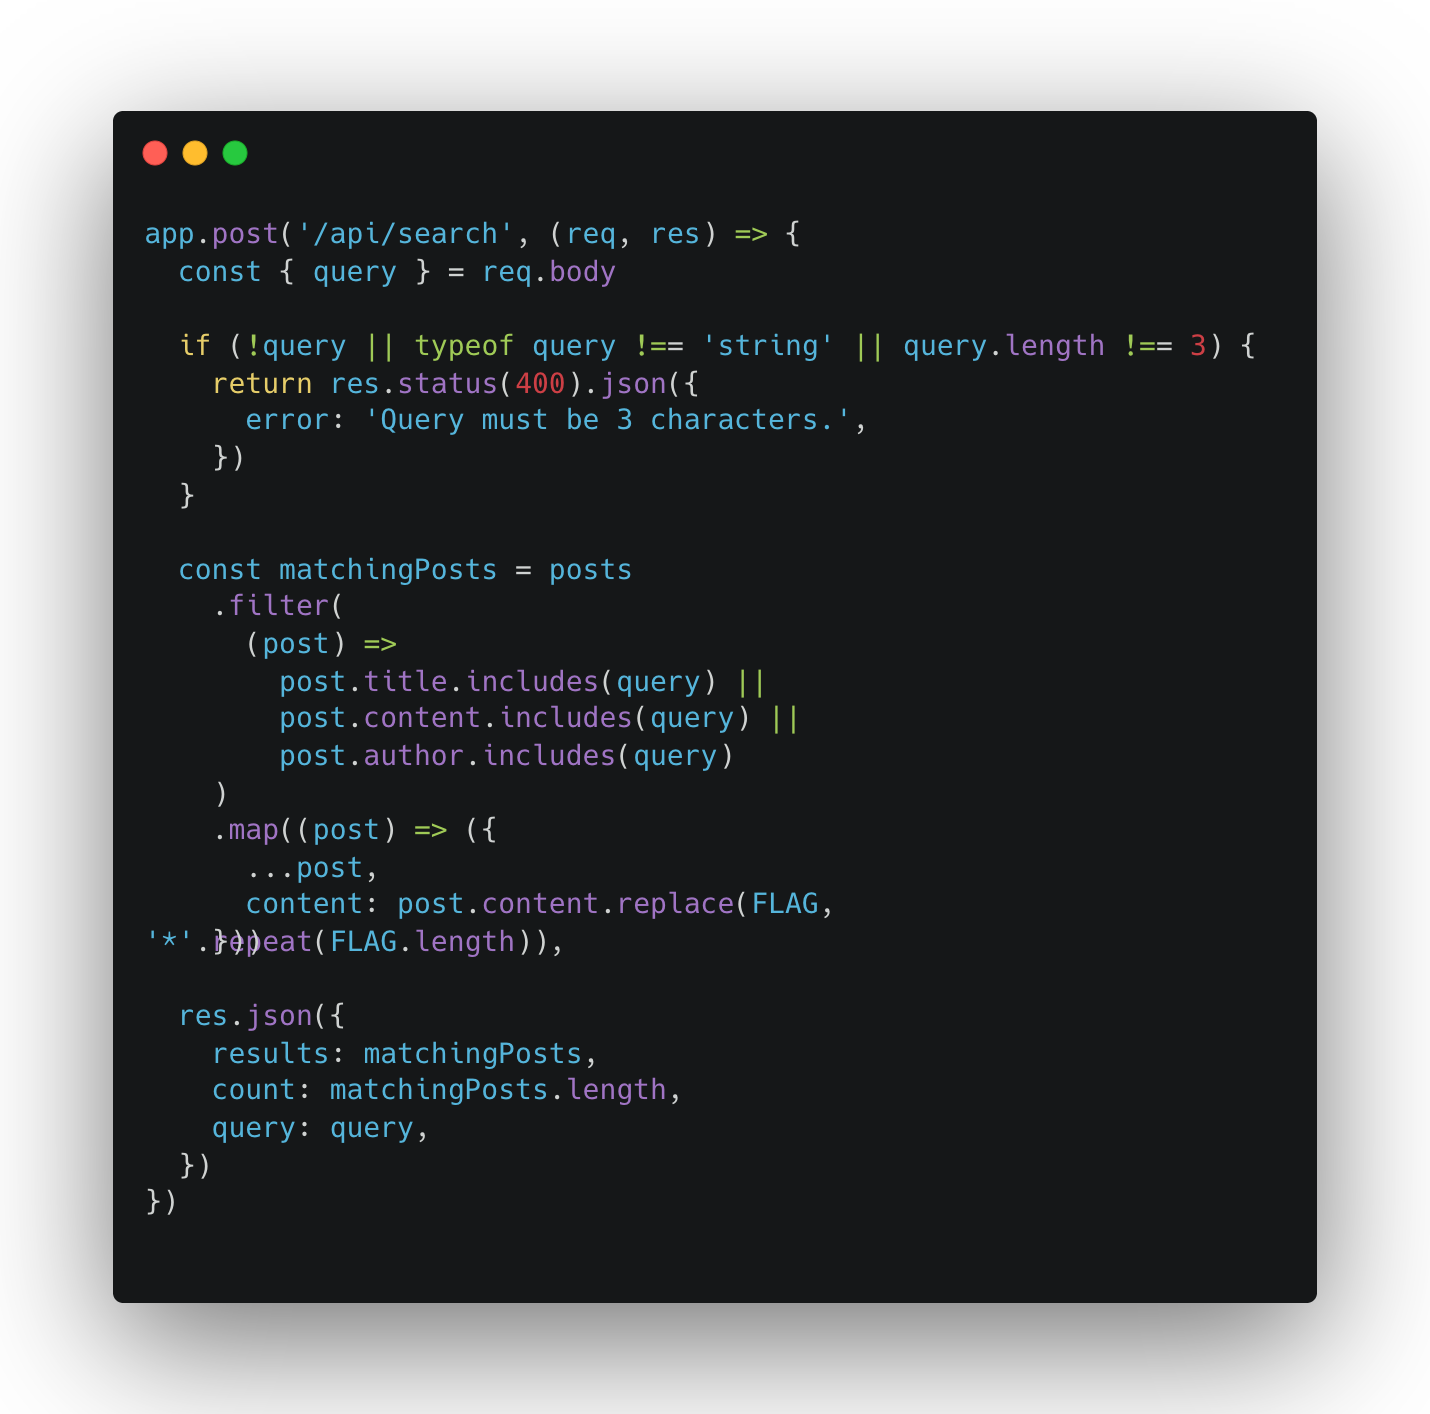 app.post('/api/search', (req, res) => {
  const { query } = req.body

  if (!query || typeof query !== 'string' || query.length !== 3) {
    return res.status(400).json({
      error: 'Query must be 3 characters.',
    })
  }

  const matchingPosts = posts
    .filter(
      (post) =>
        post.title.includes(query) ||
        post.content.includes(query) ||
        post.author.includes(query)
    )
    .map((post) => ({
      ...post,
      content: post.content.replace(FLAG,
'*'.repeat(FLAG.length)),
    }))

  res.json({
    results: matchingPosts,
    count: matchingPosts.length,
    query: query,
  })
})